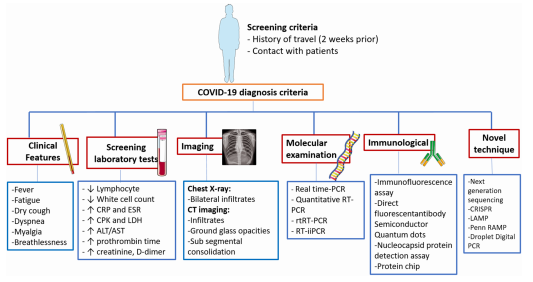 Screening criteria
- History of travel (2 weeks prior)
- Contact with patients
COVID-19 diagnosis criteria
Clinical
Features
-Fever
-Fatigue
-Dry cough
-Dyspnea
-Myalgia
-Breathlessness
Screening
laboratory tests
- ↓ Lymphocyte
- ↓ White cell count
- ↑ CRP and ESR
- ↑ CPK and LDH
- ↑ ALT/AST
- ↑ prothrombin time
- ↑ creatinine, D-dimer
Imaging
Chest X-ray:
-Bilateral infiltrates
CT imaging:
-Infiltrates
-Ground glass opacities
-Sub segmental
consolidation
Molecular
examination
- Real time-PCR
- Quantitative RT-
PCR
- rtRT-PCR
- RT-iiPCR
Immunological
-Immunofluorescence
assay
-Direct
fluorescentantibody
Semiconductor
Quantum dots
-Nucleocapsid protein
detection assay
-Protein chip
Novel
technique
-Next
generation
sequencing
-CRISPR
-LAMP
-Penn RAMP
-Droplet Digital
PCR